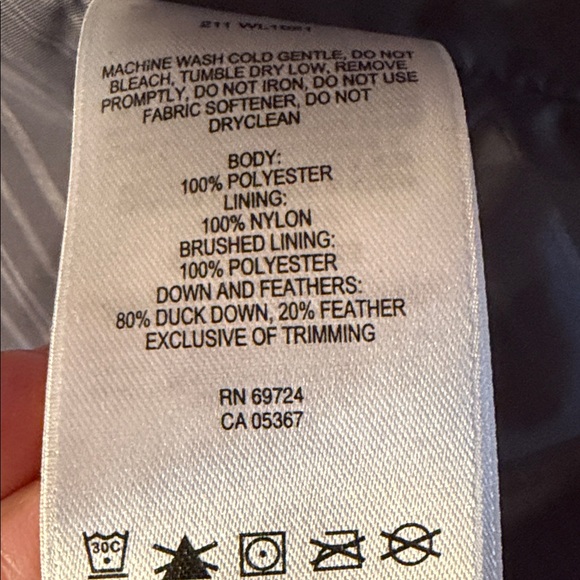 MACHINE WASH COLD GENTLE, DO NOT
BLEACH, TUMBLE DRY LOW, REMOVE
PROMPTLY, DO NOT IRON, DO NOT USE
FABRIC SOFTENER, DO NOT
DRYCLEAN
BODY:
100% POLYESTER
LINING:
100% NYLON
BRUSHED LINING:
100% POLYESTER
DOWN AND FEATHERS:
80% DUCK DOWN, 20% FEATHER
EXCLUSIVE OF TRIMMING
RN 69724
CA 05367
30C